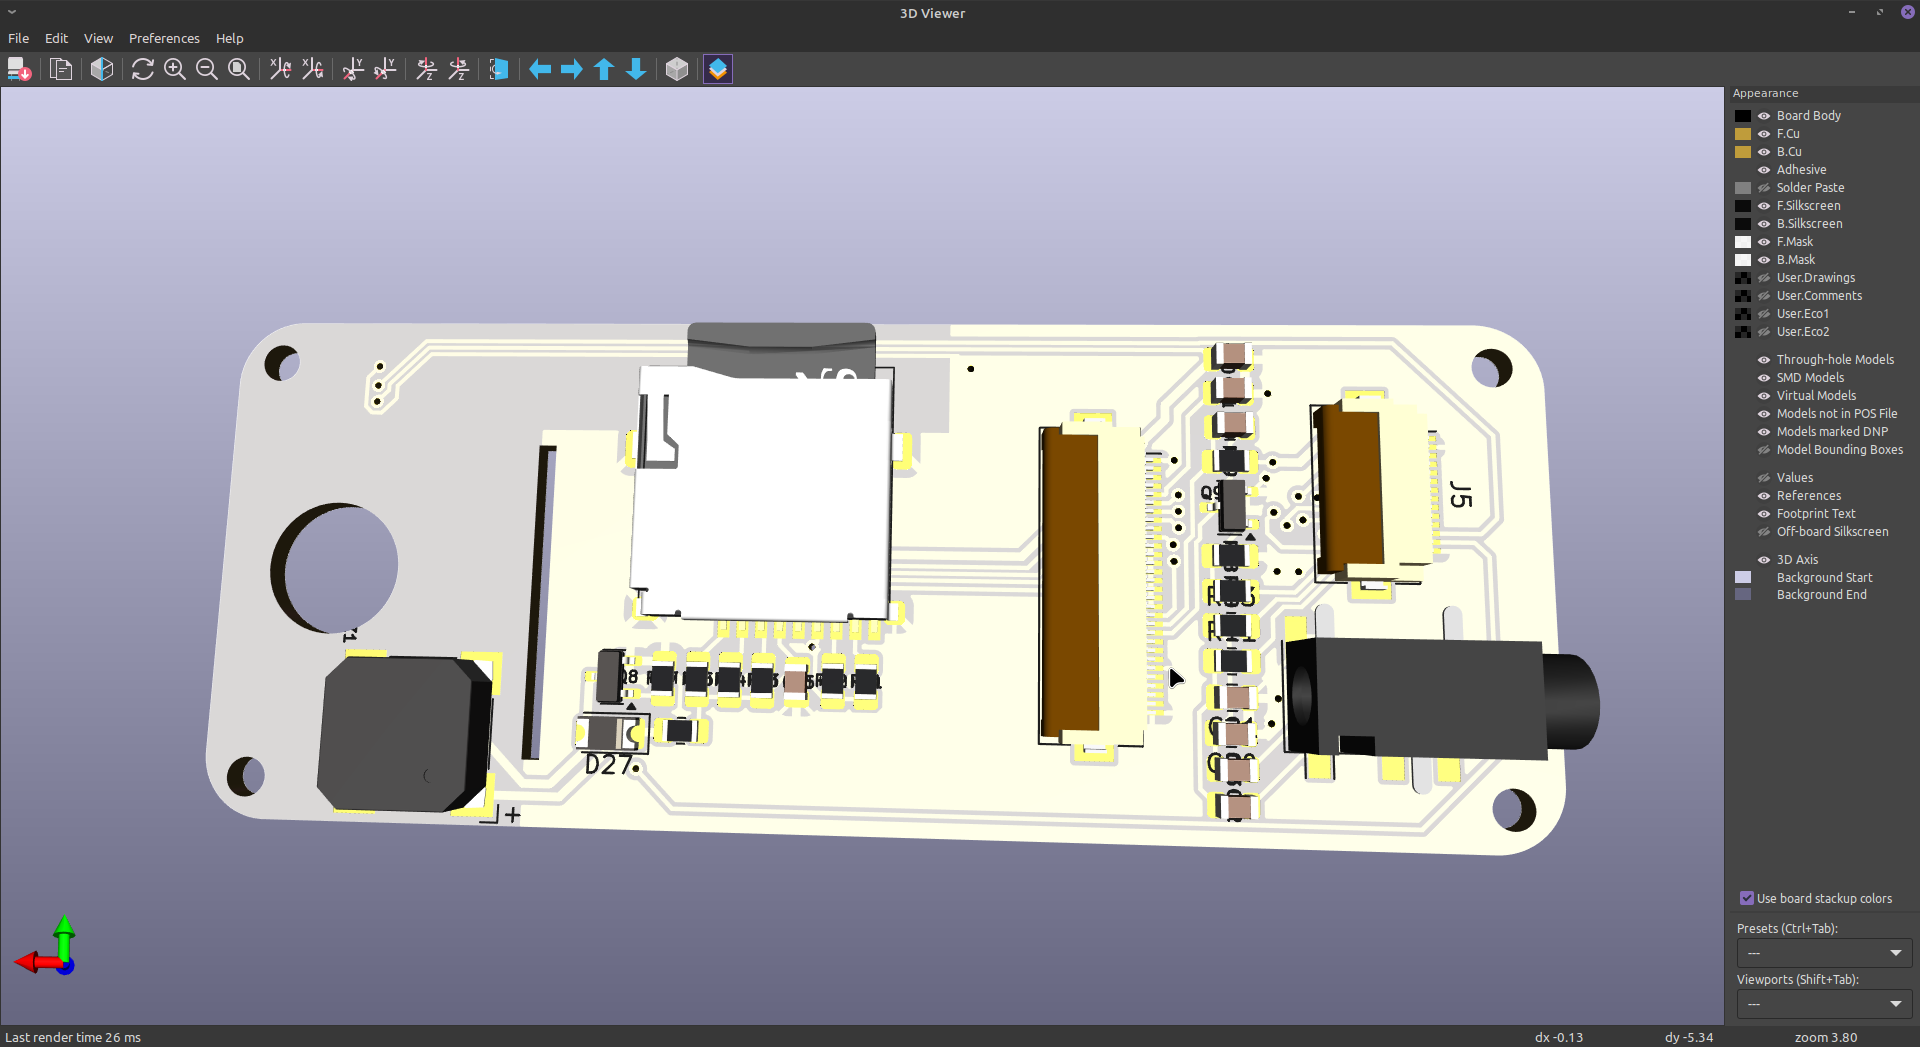 3D Viewer
File Edit View Preferences Help
Appearance
Board Body
F.Cu
B.Cu
Adhesive
Solder Paste
F.Silkscreen
B.Silkscreen
F.Mask
B.Mask
User.Drawings
User.Comments
User.Eco1
User.Eco2
Through-hole Models
SMD Models
Virtual Models
Models not in POS File
Models marked DNP
Model Bounding Boxes
Values
References
Footprint Text
Off-board Silkscreen
3D Axis
Background Start
Background End
J5
D27
+
Use board stackup colors
Presets (Ctrl+Tab):
---
Viewports (Shift+Tab):
---
Last render time 26 ms
dx -0.13
dy -5.34
zoom 3.80